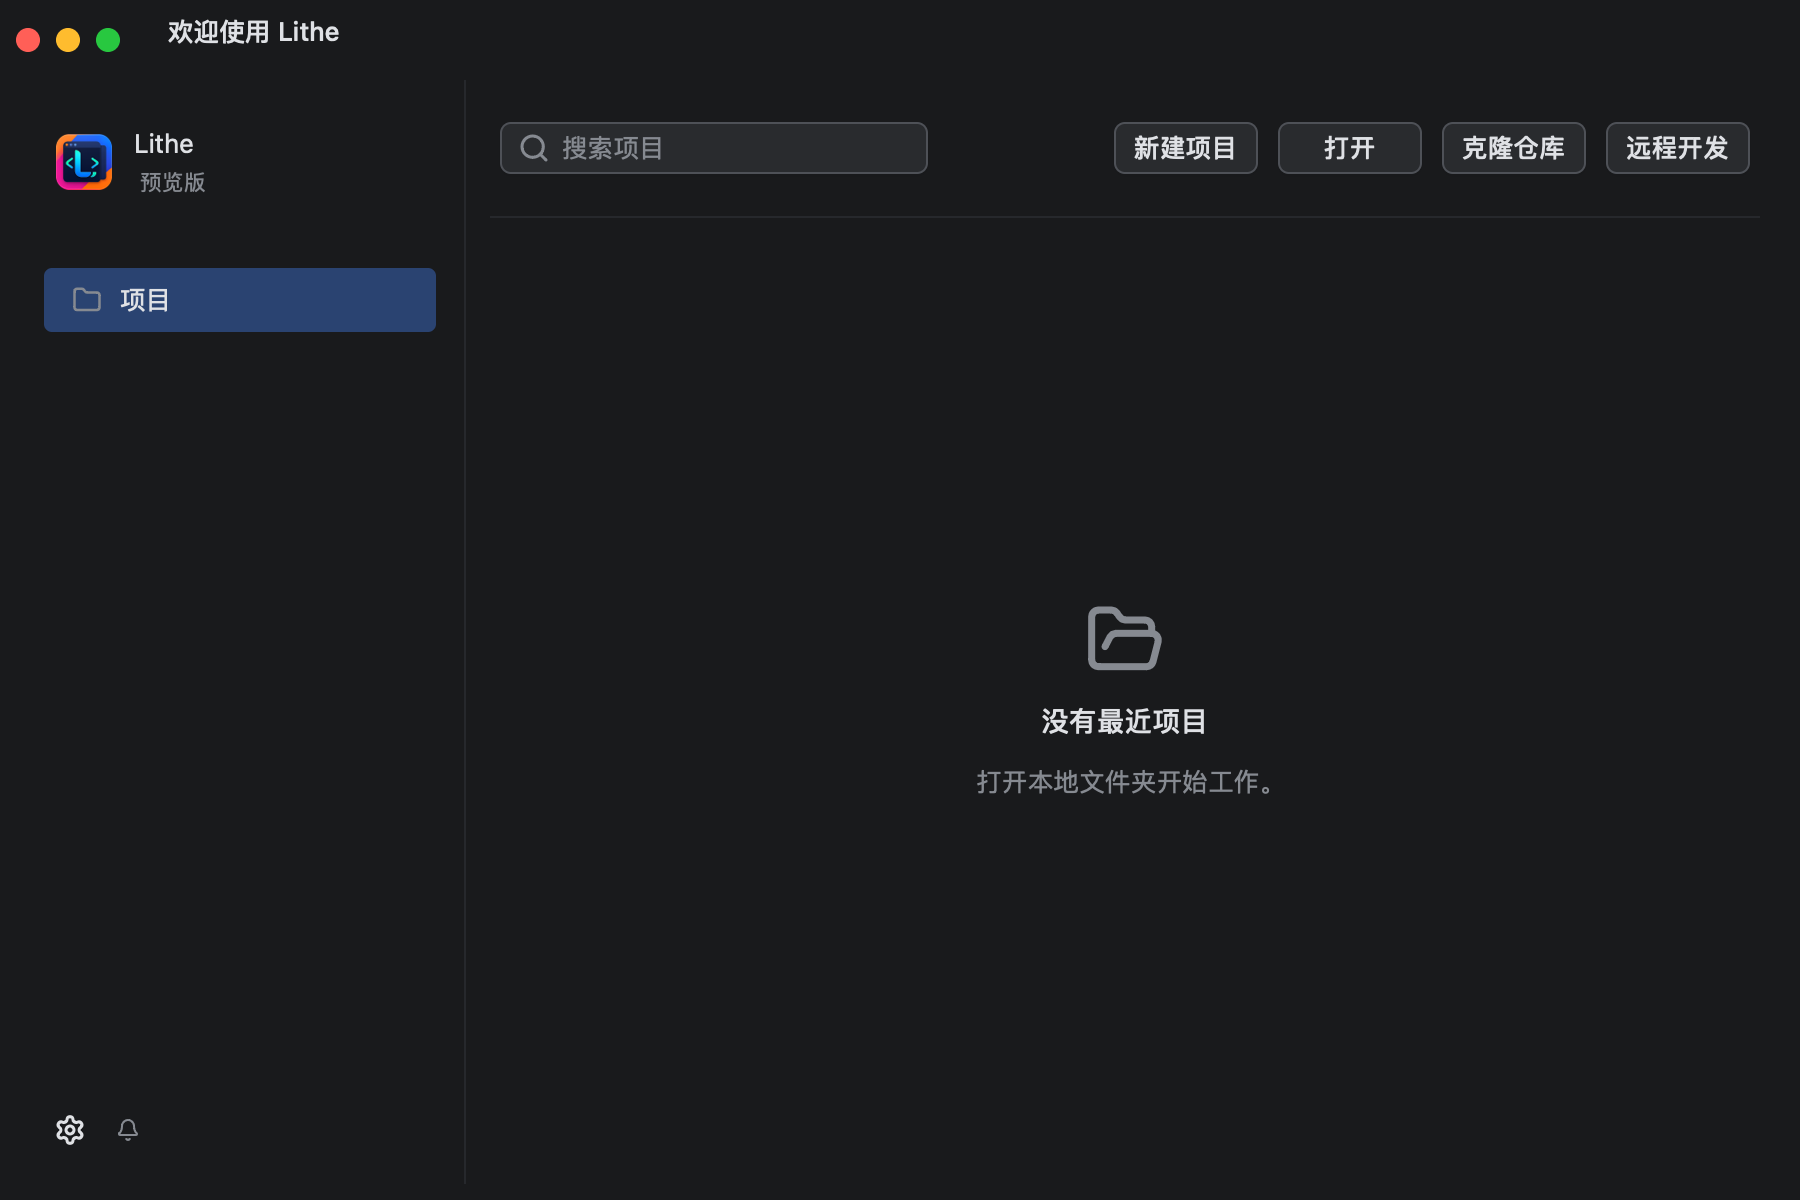 欢迎使用 Lithe
Lithe
预览版
项目
搜索项目
新建项目
打开
克隆仓库
远程开发
没有最近项目
打开本地文件夹开始工作。